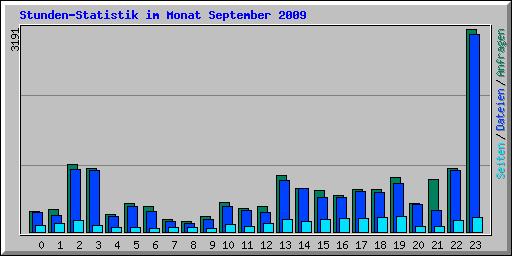 Stunden-Statistik im Monat September 2009
3191
Seiten / Dateien / Anfragen
0 1 2 3 4 5 6 7 8 9 10 11 12 13 14 15 16 17 18 19 20 21 22 23